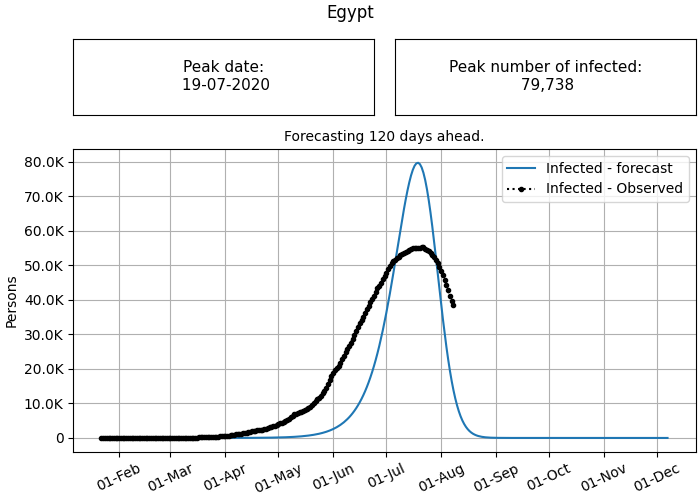 Egypt
Peak date:
19-07-2020
Peak number of infected:
79,738
Forecasting 120 days ahead.
Infected - forecast
Infected - Observed
Persons
80.0K
70.0K
60.0K
50.0K
40.0K
30.0K
20.0K
10.0K
0
01-Feb
01-Mar
01-Apr
01-May
01-Jun
01-Jul
01-Aug
01-Sep
01-Oct
01-Nov
01-Dec